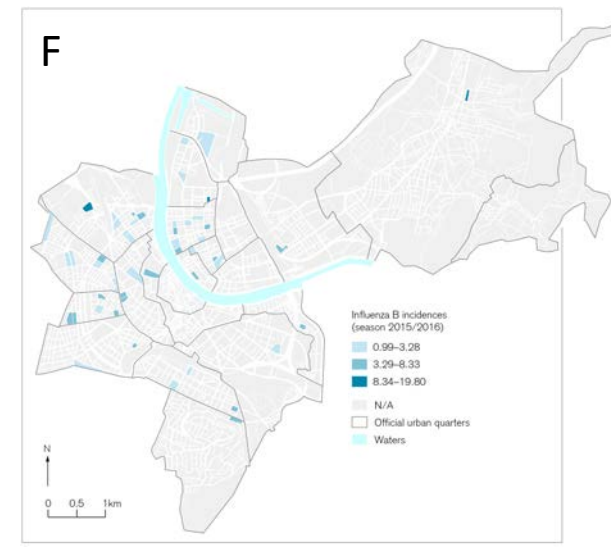 F
Influenza B incidences
(season 2015/2016)
0.99–3.28
3.29–8.33
8.34–19.80
N/A
Official urban quarters
Waters
N
0 0.5 1km